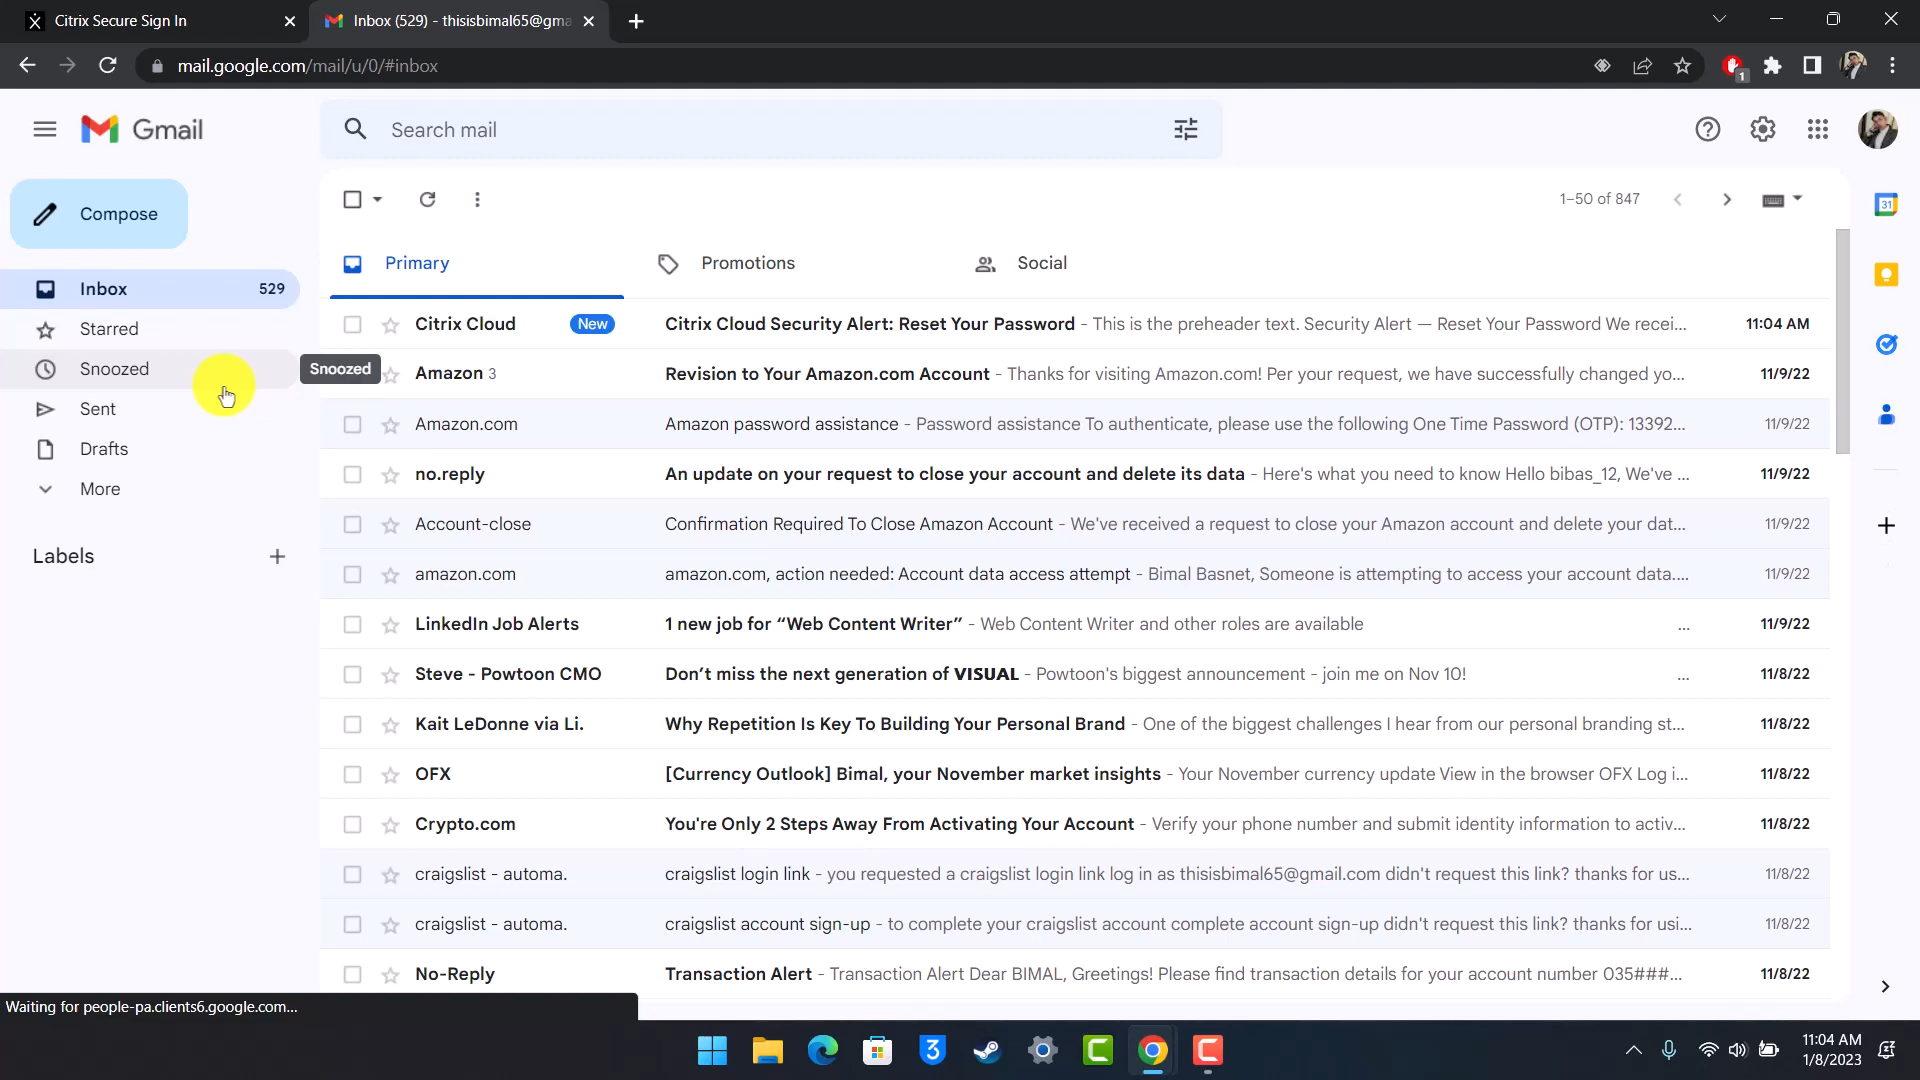 Citrix Secure Sign In
Inbox (529) - thisisbimal65@gma
mail.google.com/mail/u/0/#inbox
1
Gmail
Search mail
Compose
1–50 of 847
31
Primary
Promotions
Social
Inbox 529
Starred
Snoozed
Snoozed
Sent
Drafts
More
Labels
Citrix Cloud New Citrix Cloud Security Alert: Reset Your Password - This is the preheader text. Security Alert — Reset Your Password We recei... 11:04 AM
Amazon 3 Revision to Your Amazon.com Account - Thanks for visiting Amazon.com! Per your request, we have successfully changed yo... 11/9/22
Amazon.com Amazon password assistance - Password assistance To authenticate, please use the following One Time Password (OTP): 13392... 11/9/22
no.reply An update on your request to close your account and delete its data - Here's what you need to know Hello bibas_12, We've ... 11/9/22
Account-close Confirmation Required To Close Amazon Account - We've received a request to close your Amazon account and delete your dat... 11/9/22
amazon.com amazon.com, action needed: Account data access attempt - Bimal Basnet, Someone is attempting to access your account data.... 11/9/22
LinkedIn Job Alerts 1 new job for “Web Content Writer” - Web Content Writer and other roles are available ... 11/9/22
Steve - Powtoon CMO Don’t miss the next generation of VISUAL - Powtoon's biggest announcement - join me on Nov 10! ... 11/8/22
Kait LeDonne via Li. Why Repetition Is Key To Building Your Personal Brand - One of the biggest challenges I hear from our personal branding st... 11/8/22
OFX [Currency Outlook] Bimal, your November market insights - Your November currency update View in the browser OFX Log i... 11/8/22
Crypto.com You're Only 2 Steps Away From Activating Your Account - Verify your phone number and submit identity information to activ... 11/8/22
craigslist - automa. craigslist login link - you requested a craigslist login link log in as thisisbimal65@gmail.com didn't request this link? thanks for us... 11/8/22
craigslist - automa. craigslist account sign-up - to complete your craigslist account complete account sign-up didn't request this link? thanks for usi... 11/8/22
No-Reply Transaction Alert - Transaction Alert Dear BIMAL, Greetings! Please find transaction details for your account number 035###... 11/8/22
Waiting for people-pa.clients6.google.com...
3
11:04 AM
1/8/2023